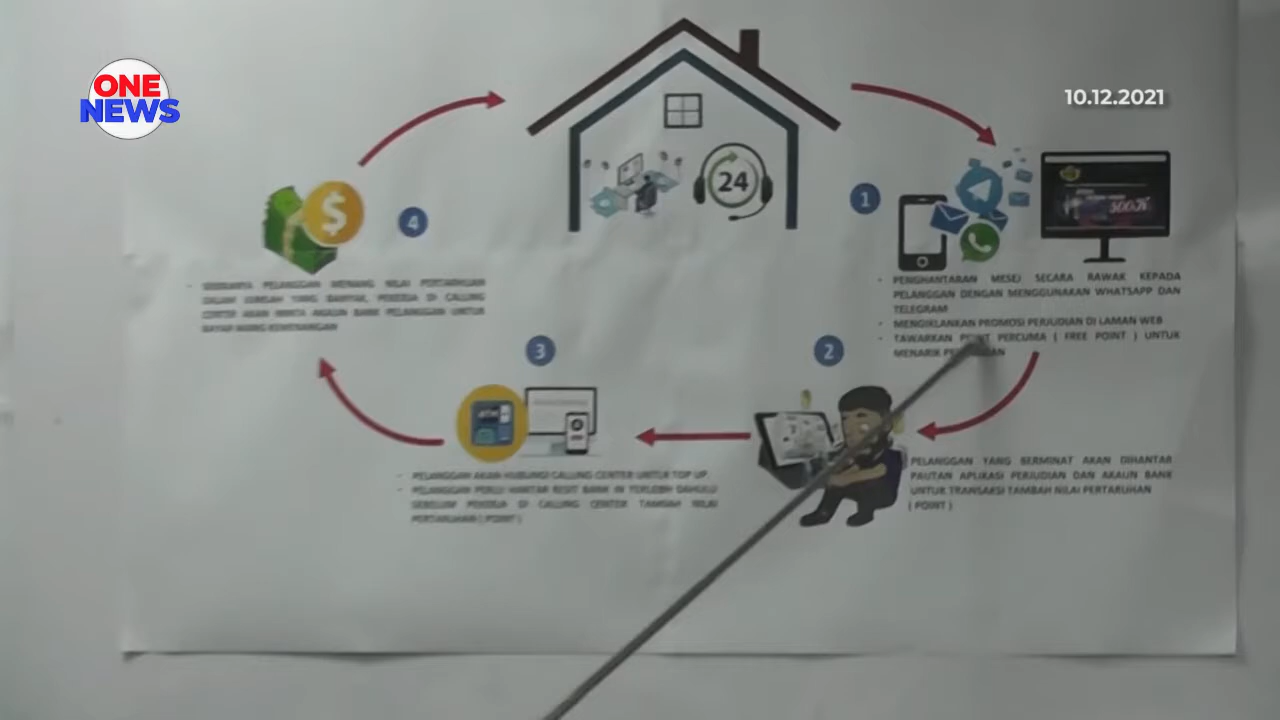 ONE
NEWS
10.12.2021
24
1
500%
4
$
PENGHANTARAN MESEJ SECARA RAWAK KEPADA
PELANGGAN DENGAN MENGGUNAKAN WHATSAPP DAN
TELEGRAM
MENGIKLANKAN PROMOSI PERJUDIAN DI LAMAN WEB
TAWARKAN POINT PERCUMA ( FREE POINT ) UNTUK
MENARIK
PELANGGAN MENANG NILAI PERTARUHAN
DALAM JUMLAH YANG BANYAK, PEKERJA DI CALLING
CENTER AKAN MINTA AKAUN BANK PELANGGAN UNTUK
BAYAR WANG KEMENANGAN
3
2
ATM
PELANGGAN AKAN HUBUNGI CALLING CENTER UNTUK TOP UP
PELANGGAN PERLU HANTAR RESIT BANK IN TERLEBIH DAHULU
SEBELUM PEKERJA DI CALLING CENTER TAMBAH NILAI
PERTARUHAN ( POINT )
PELANGGAN YANG BERMINAT AKAN DIHANTAR
PAUTAN APLIKASI PERJUDIAN DAN AKAUN BANK
UNTUK TRANSAKSI TAMBAH NILAI PERTARUHAN
( POINT )